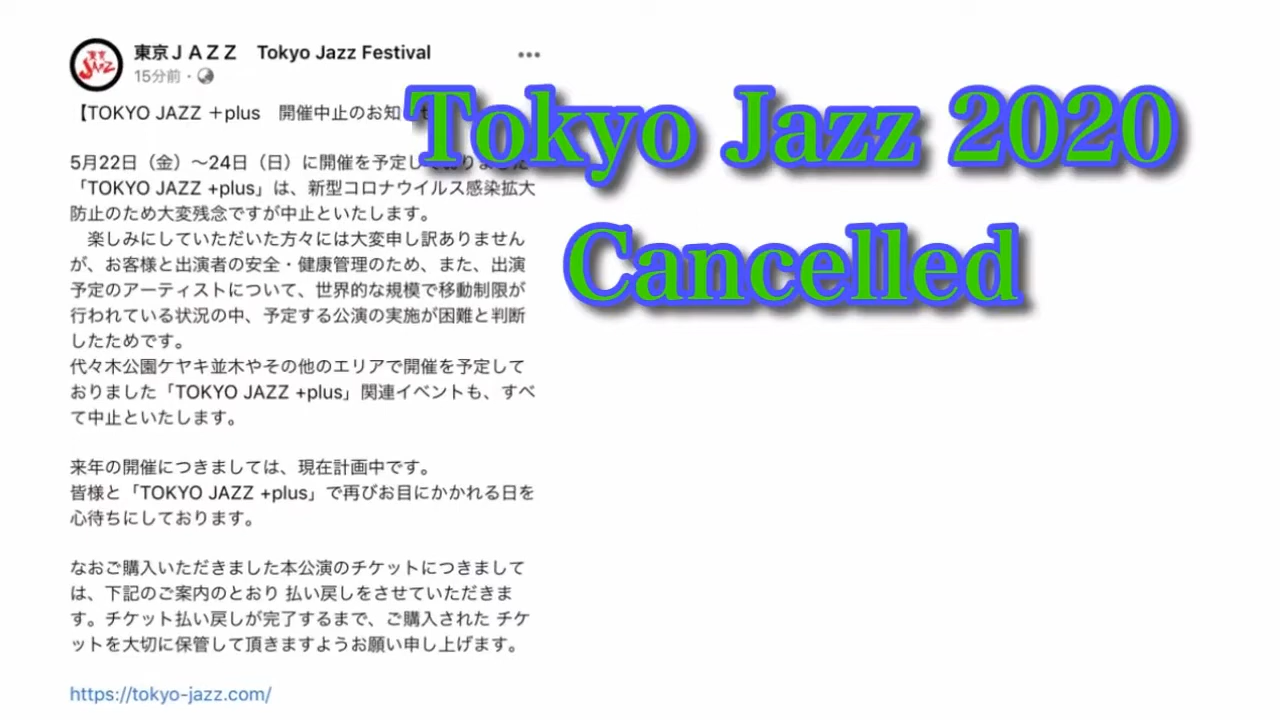 東京ＪＡＺＺ　Tokyo Jazz Festival
15分前
【TOKYO JAZZ ＋plus　開催中止のお知
Tokyo Jazz 2020
Cancelled
5月22日（金）〜24日（日）に開催を予定しておりました
「TOKYO JAZZ +plus」は、新型コロナウイルス感染拡大
防止のため大変残念ですが中止といたします。
　楽しみにしていただいた方々には大変申し訳ありません
が、お客様と出演者の安全・健康管理のため、また、出演
予定のアーティストについて、世界的な規模で移動制限が
行われている状況の中、予定する公演の実施が困難と判断
したためです。
代々木公園ケヤキ並木やその他のエリアで開催を予定して
おりました「TOKYO JAZZ +plus」関連イベントも、すべ
て中止といたします。
来年の開催につきましては、現在計画中です。
皆様と「TOKYO JAZZ +plus」で再びお目にかかれる日を
心待ちにしております。
なおご購入いただきました本公演のチケットにつきまして
は、下記のご案内のとおり 払い戻しをさせていただきま
す。チケット払い戻しが完了するまで、ご購入された チケ
ットを大切に保管して頂きますようお願い申し上げます。
https://tokyo-jazz.com/